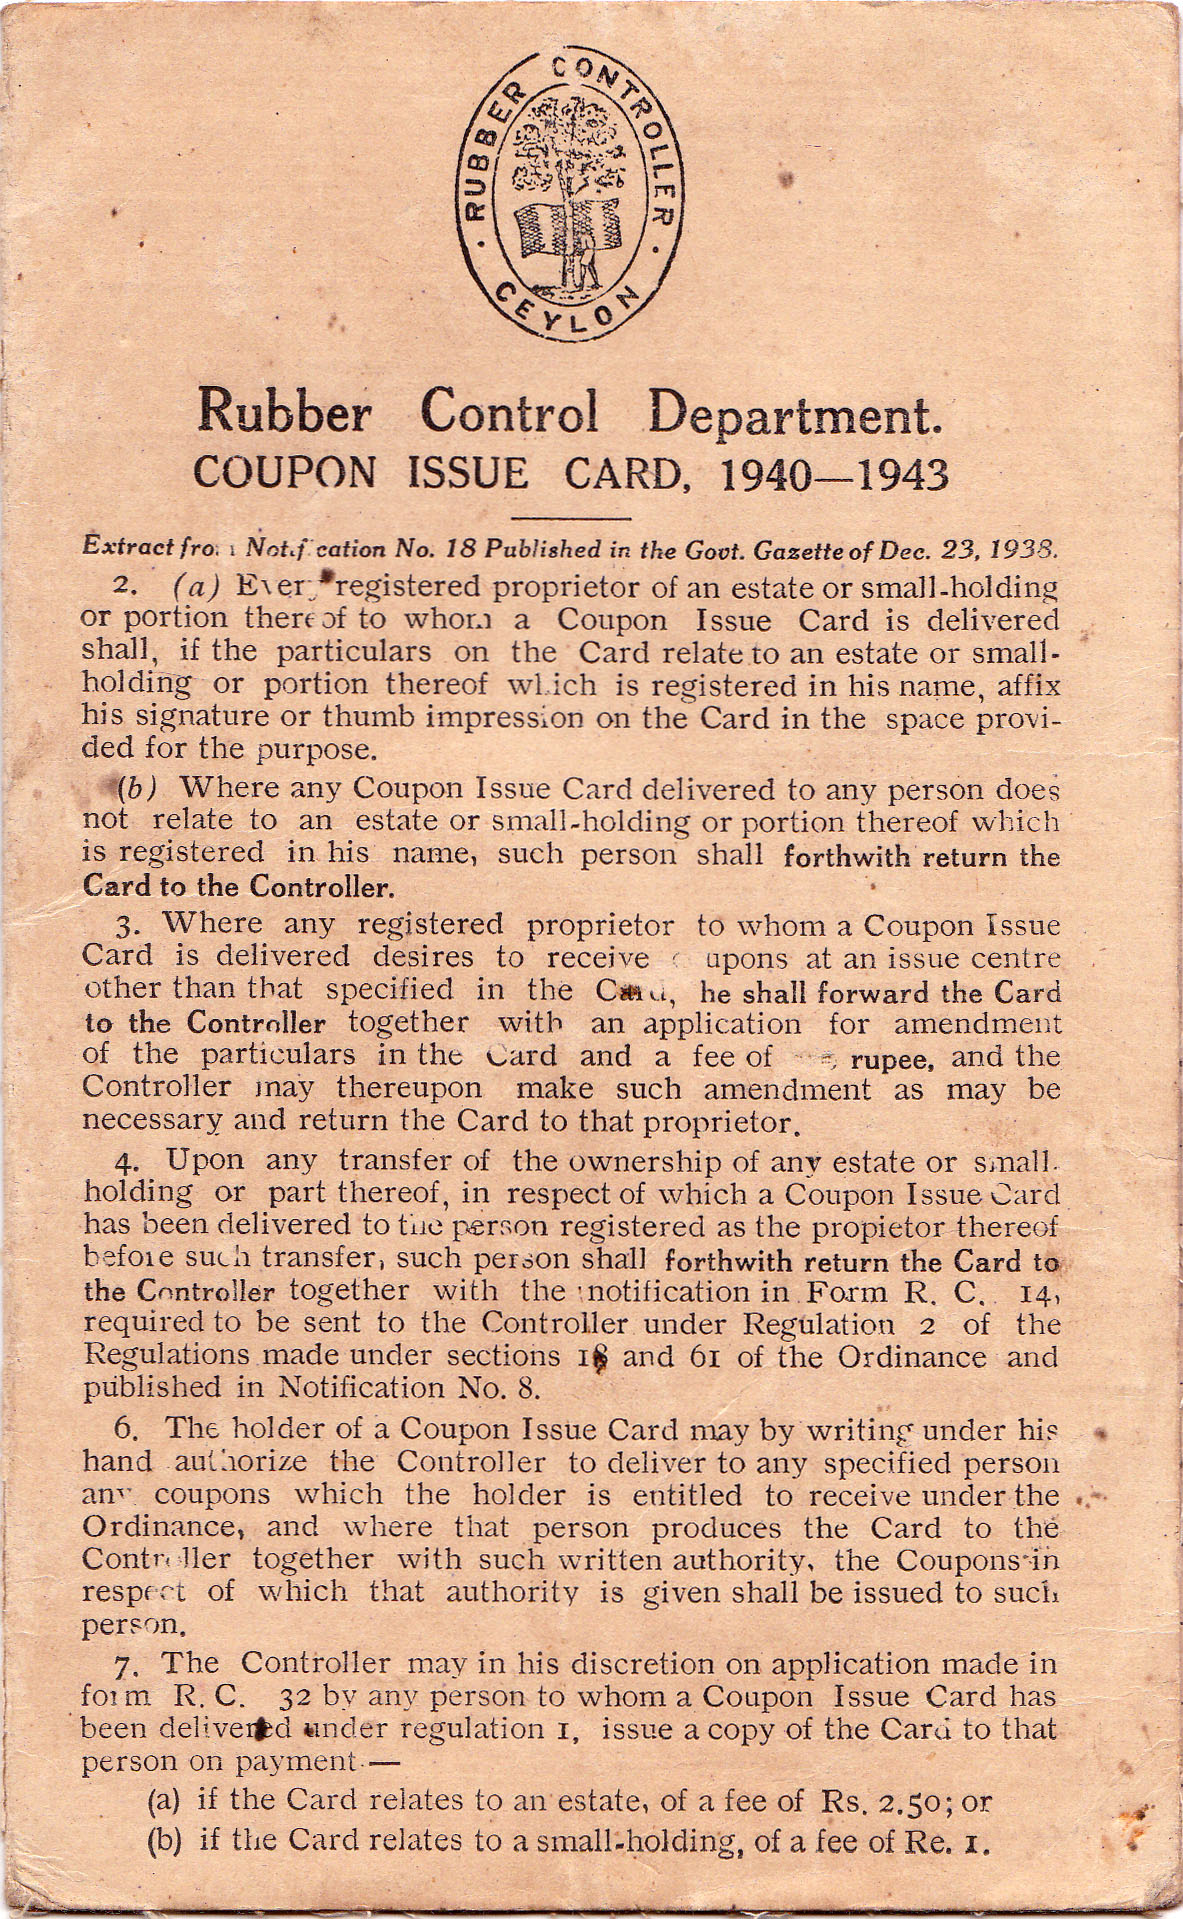 RUBBER CONTROLLER
CEYLON
Rubber Control Department.
COUPON ISSUE CARD, 1940—1943
Extract from Notification No. 18 Published in the Govt. Gazette of Dec. 23, 1938.
2. (a) Every registered proprietor of an estate or small-holding
or portion thereof to whom a Coupon Issue Card is delivered
shall, if the particulars on the Card relate to an estate or small-
holding or portion thereof which is registered in his name, affix
his signature or thumb impression on the Card in the space provi-
ded for the purpose.
(b) Where any Coupon Issue Card delivered to any person does
not relate to an estate or small-holding or portion thereof which
is registered in his name, such person shall forthwith return the
Card to the Controller.
3. Where any registered proprietor to whom a Coupon Issue
Card is delivered desires to receive coupons at an issue centre
other than that specified in the Card, he shall forward the Card
to the Controller together with an application for amendment
of the particulars in the Card and a fee of rupee, and the
Controller may thereupon make such amendment as may be
necessary and return the Card to that proprietor.
4. Upon any transfer of the ownership of any estate or small-
holding or part thereof, in respect of which a Coupon Issue Card
has been delivered to the person registered as the propietor thereof
before such transfer, such person shall forthwith return the Card to
the Controller together with the notification in Form R. C. 14,
required to be sent to the Controller under Regulation 2 of the
Regulations made under sections 18 and 61 of the Ordinance and
published in Notification No. 8.
6. The holder of a Coupon Issue Card may by writing under his
hand authorize the Controller to deliver to any specified person
any coupons which the holder is entitled to receive under the
Ordinance, and where that person produces the Card to the
Controller together with such written authority, the Coupons in
respect of which that authority is given shall be issued to such
person.
7. The Controller may in his discretion on application made in
form R. C. 32 by any person to whom a Coupon Issue Card has
been delivered under regulation 1, issue a copy of the Card to that
person on payment—
(a) if the Card relates to an estate, of a fee of Rs. 2.50; or
(b) if the Card relates to a small-holding, of a fee of Re. 1.